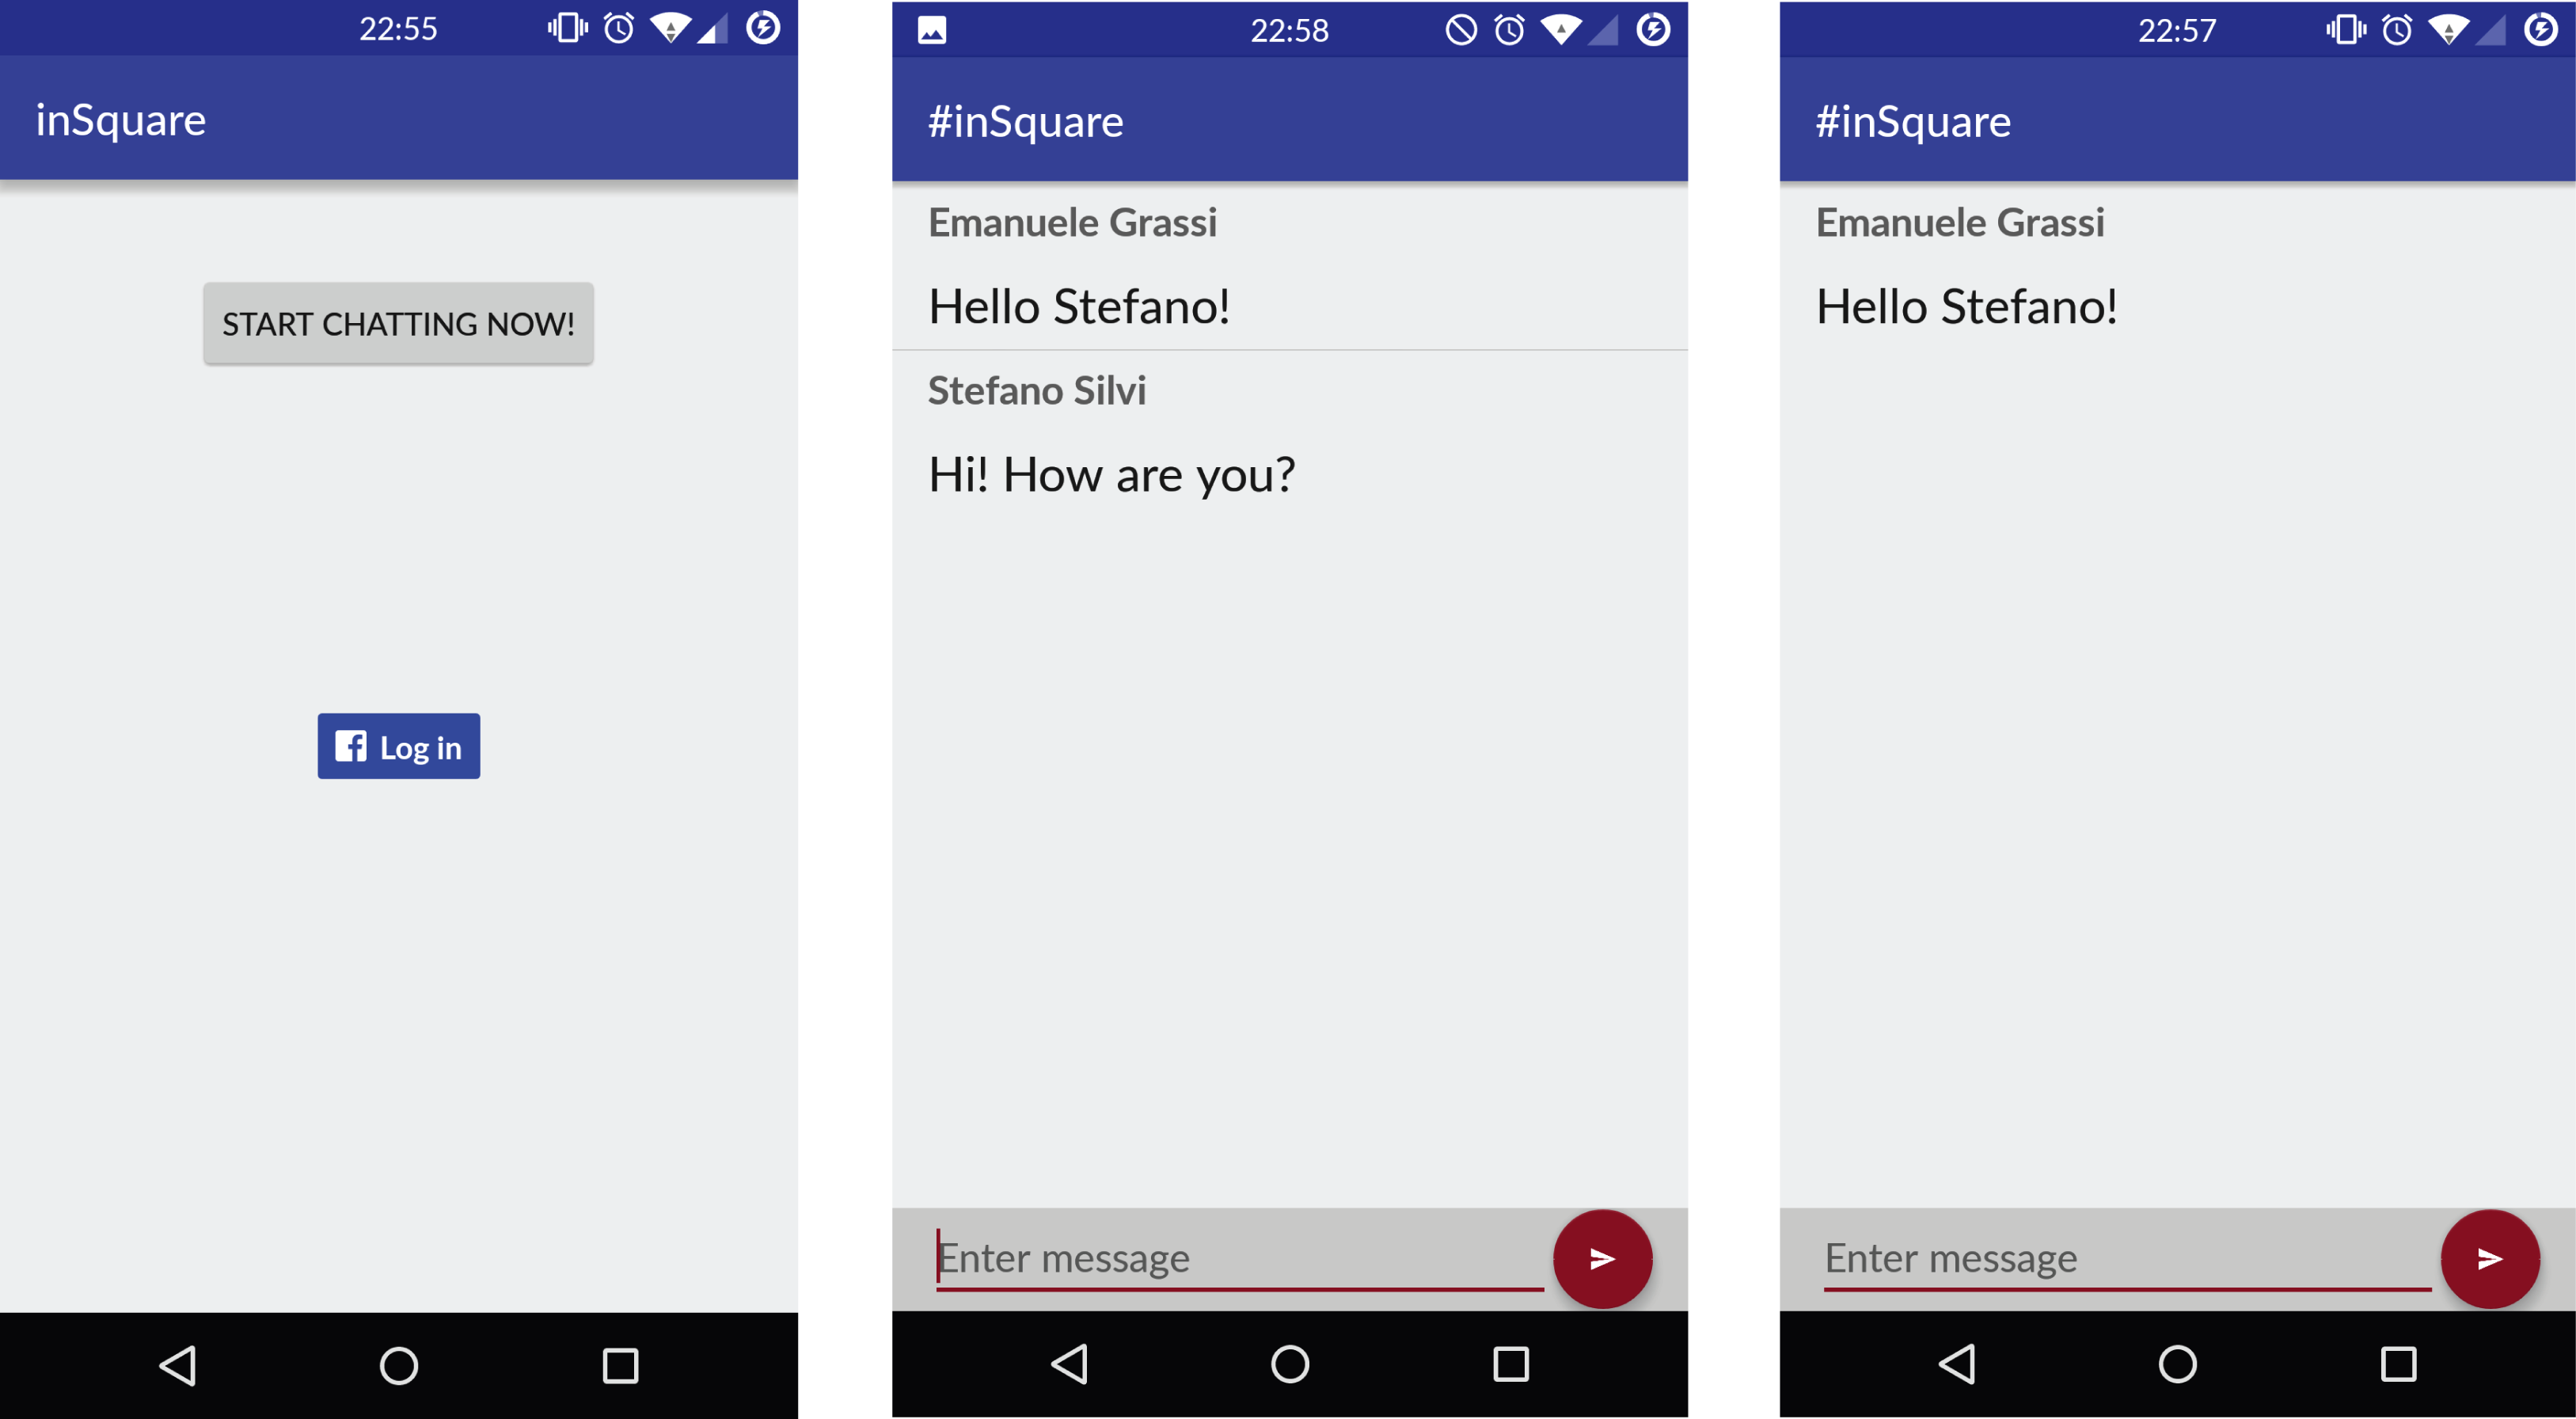 22:55
inSquare
START CHATTING NOW!
Log in
22:58
#inSquare
Emanuele Grassi
Hello Stefano!
Stefano Silvi
Hi! How are you?
Enter message
22:57
#inSquare
Emanuele Grassi
Hello Stefano!
Enter message